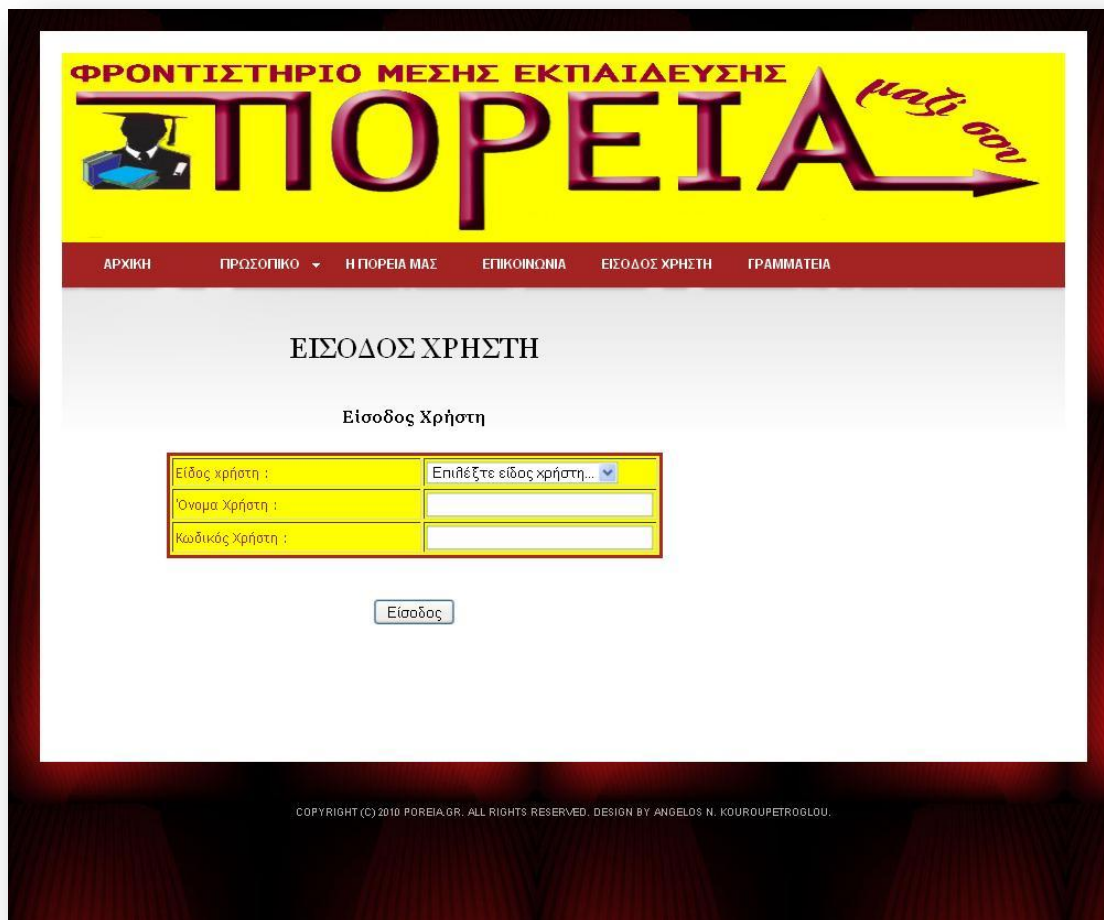 ΦΡΟΝΤΙΣΤΗΡΙΟ ΜΕΣΗΣ ΕΚΠΑΙΔΕΥΣΗΣ
ΠΟΡΕΙΑ μαζί σου
ΑΡΧΙΚΗ ΠΡΩΣΟΠΙΚΟ Η ΠΟΡΕΙΑ ΜΑΣ ΕΠΙΚΟΙΝΩΝΙΑ ΕΙΣΟΔΟΣ ΧΡΗΣΤΗ ΓΡΑΜΜΑΤΕΙΑ
ΕΙΣΟΔΟΣ ΧΡΗΣΤΗ
Είσοδος Χρήστη
Είδος χρήστη : Επιλέξτε είδος χρήστη...
Όνομα Χρήστη :
Κωδικός Χρήστη :
Είσοδος
COPYRIGHT (C) 2010 POREIA.GR. ALL RIGHTS RESERVED. DESIGN BY ANGELOS N. KOUROUPETROGLOU.